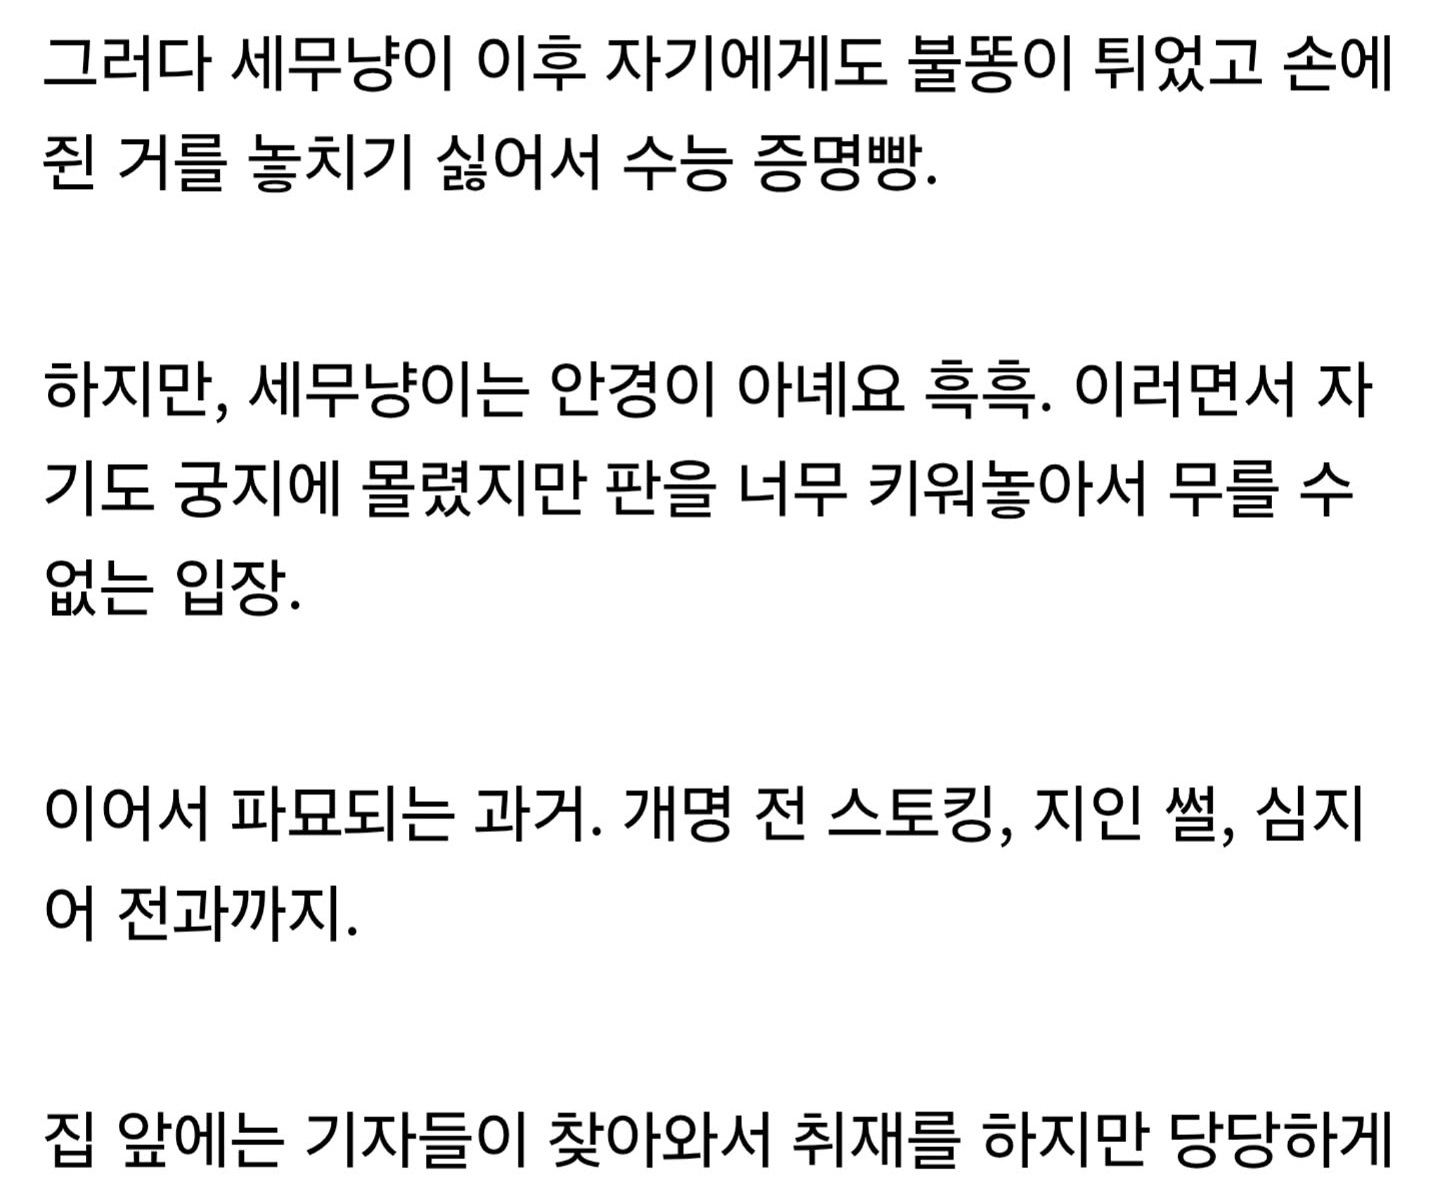 그러다 세무냥이 이후 자기에게도 불똥이 튀었고 손에
쥔 거를 놓치기 싫어서 수능 증명빵.
하지만, 세무냥이는 안경이 아녜요 흑흑. 이러면서 자
기도 궁지에 몰렸지만 판을 너무 키워놓아서 무를 수
없는 입장.
이어서 파묘되는 과거. 개명 전 스토킹, 지인 썰, 심지
어 전과까지.
집 앞에는 기자들이 찾아와서 취재를 하지만 당당하게